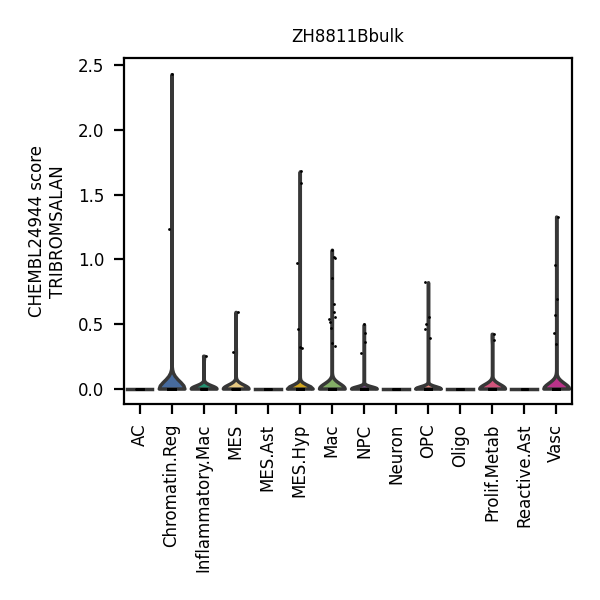 ZH8811Bbulk
CHEMBL24944 score
TRIBROMSALAN
2.5
2.0
1.5
1.0
0.5
0.0
AC
Chromatin.Reg
Inflammatory.Mac
MES
MES.Ast
MES.Hyp
Mac
NPC
Neuron
OPC
Oligo
Prolif.Metab
Reactive.Ast
Vasc